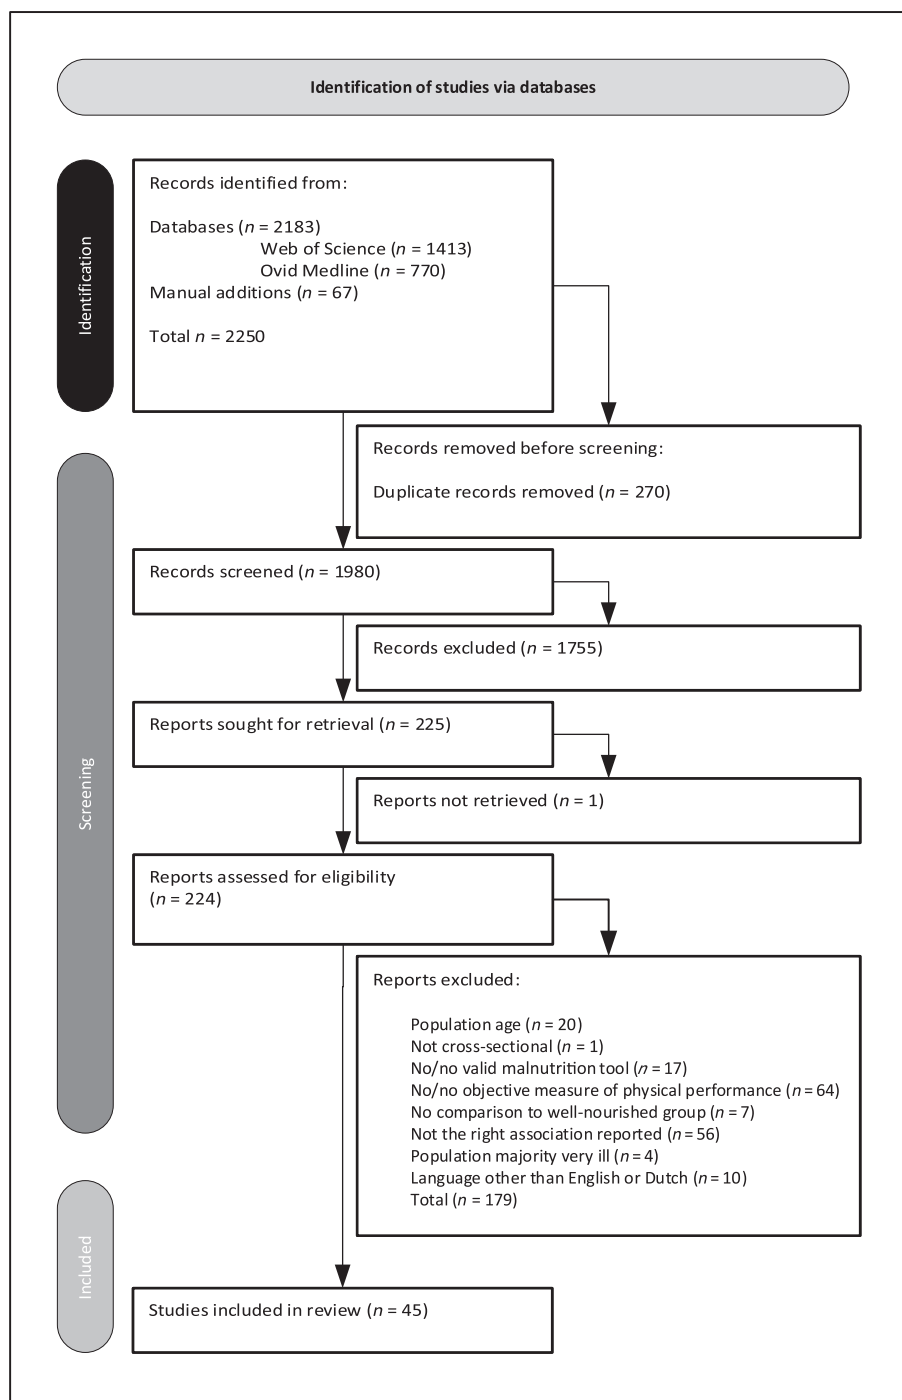 Identification of studies via databases
Identification
Records identified from:
Databases (n = 2183)
Web of Science (n = 1413)
Ovid Medline (n = 770)
Manual additions (n = 67)
Total n = 2250
Records removed before screening:
Duplicate records removed (n = 270)
Screening
Records screened (n = 1980)
Records excluded (n = 1755)
Reports sought for retrieval (n = 225)
Reports not retrieved (n = 1)
Reports assessed for eligibility
(n = 224)
Reports excluded:
Population age (n = 20)
Not cross-sectional (n = 1)
No/no valid malnutrition tool (n = 17)
No/no objective measure of physical performance (n = 64)
No comparison to well-nourished group (n = 7)
Not the right association reported (n = 56)
Population majority very ill (n = 4)
Language other than English or Dutch (n = 10)
Total (n = 179)
Included
Studies included in review (n = 45)